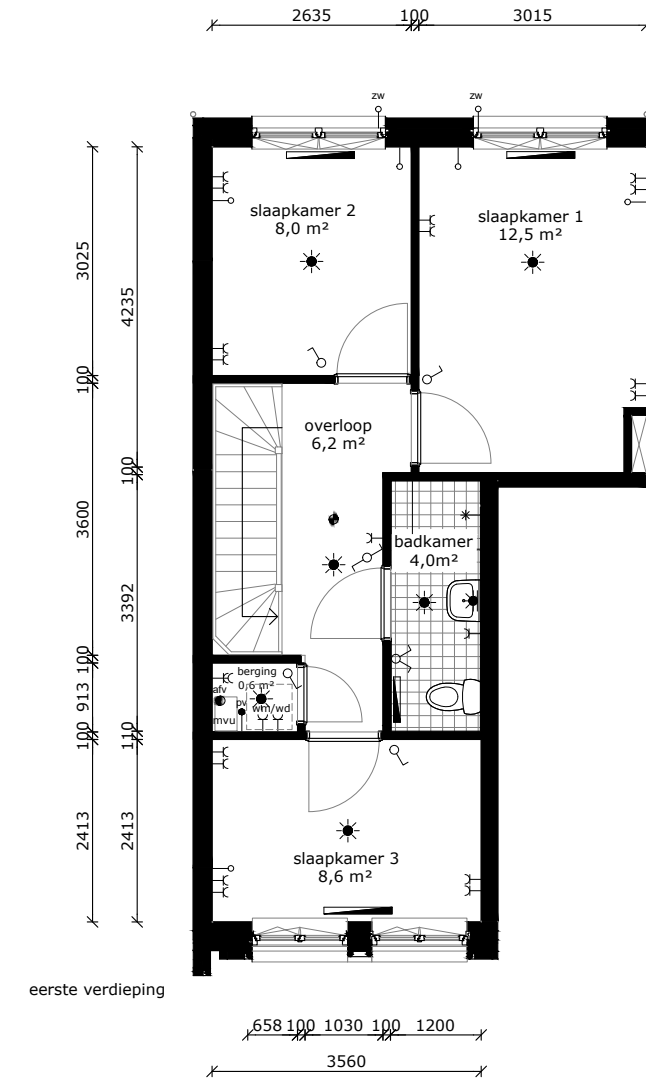 2635 100 3015
zw zw
slaapkamer 2
8,0 m²
slaapkamer 1
12,5 m²
3025
4235
100
overloop
6,2 m²
100
3600
badkamer
4,0m²
3392
100
berging
0,6 m²
afv
pv
wm/wd
mvu
913
100
110
2413
2413
slaapkamer 3
8,6 m²
eerste verdieping
658 100 1030 100 1200
3560